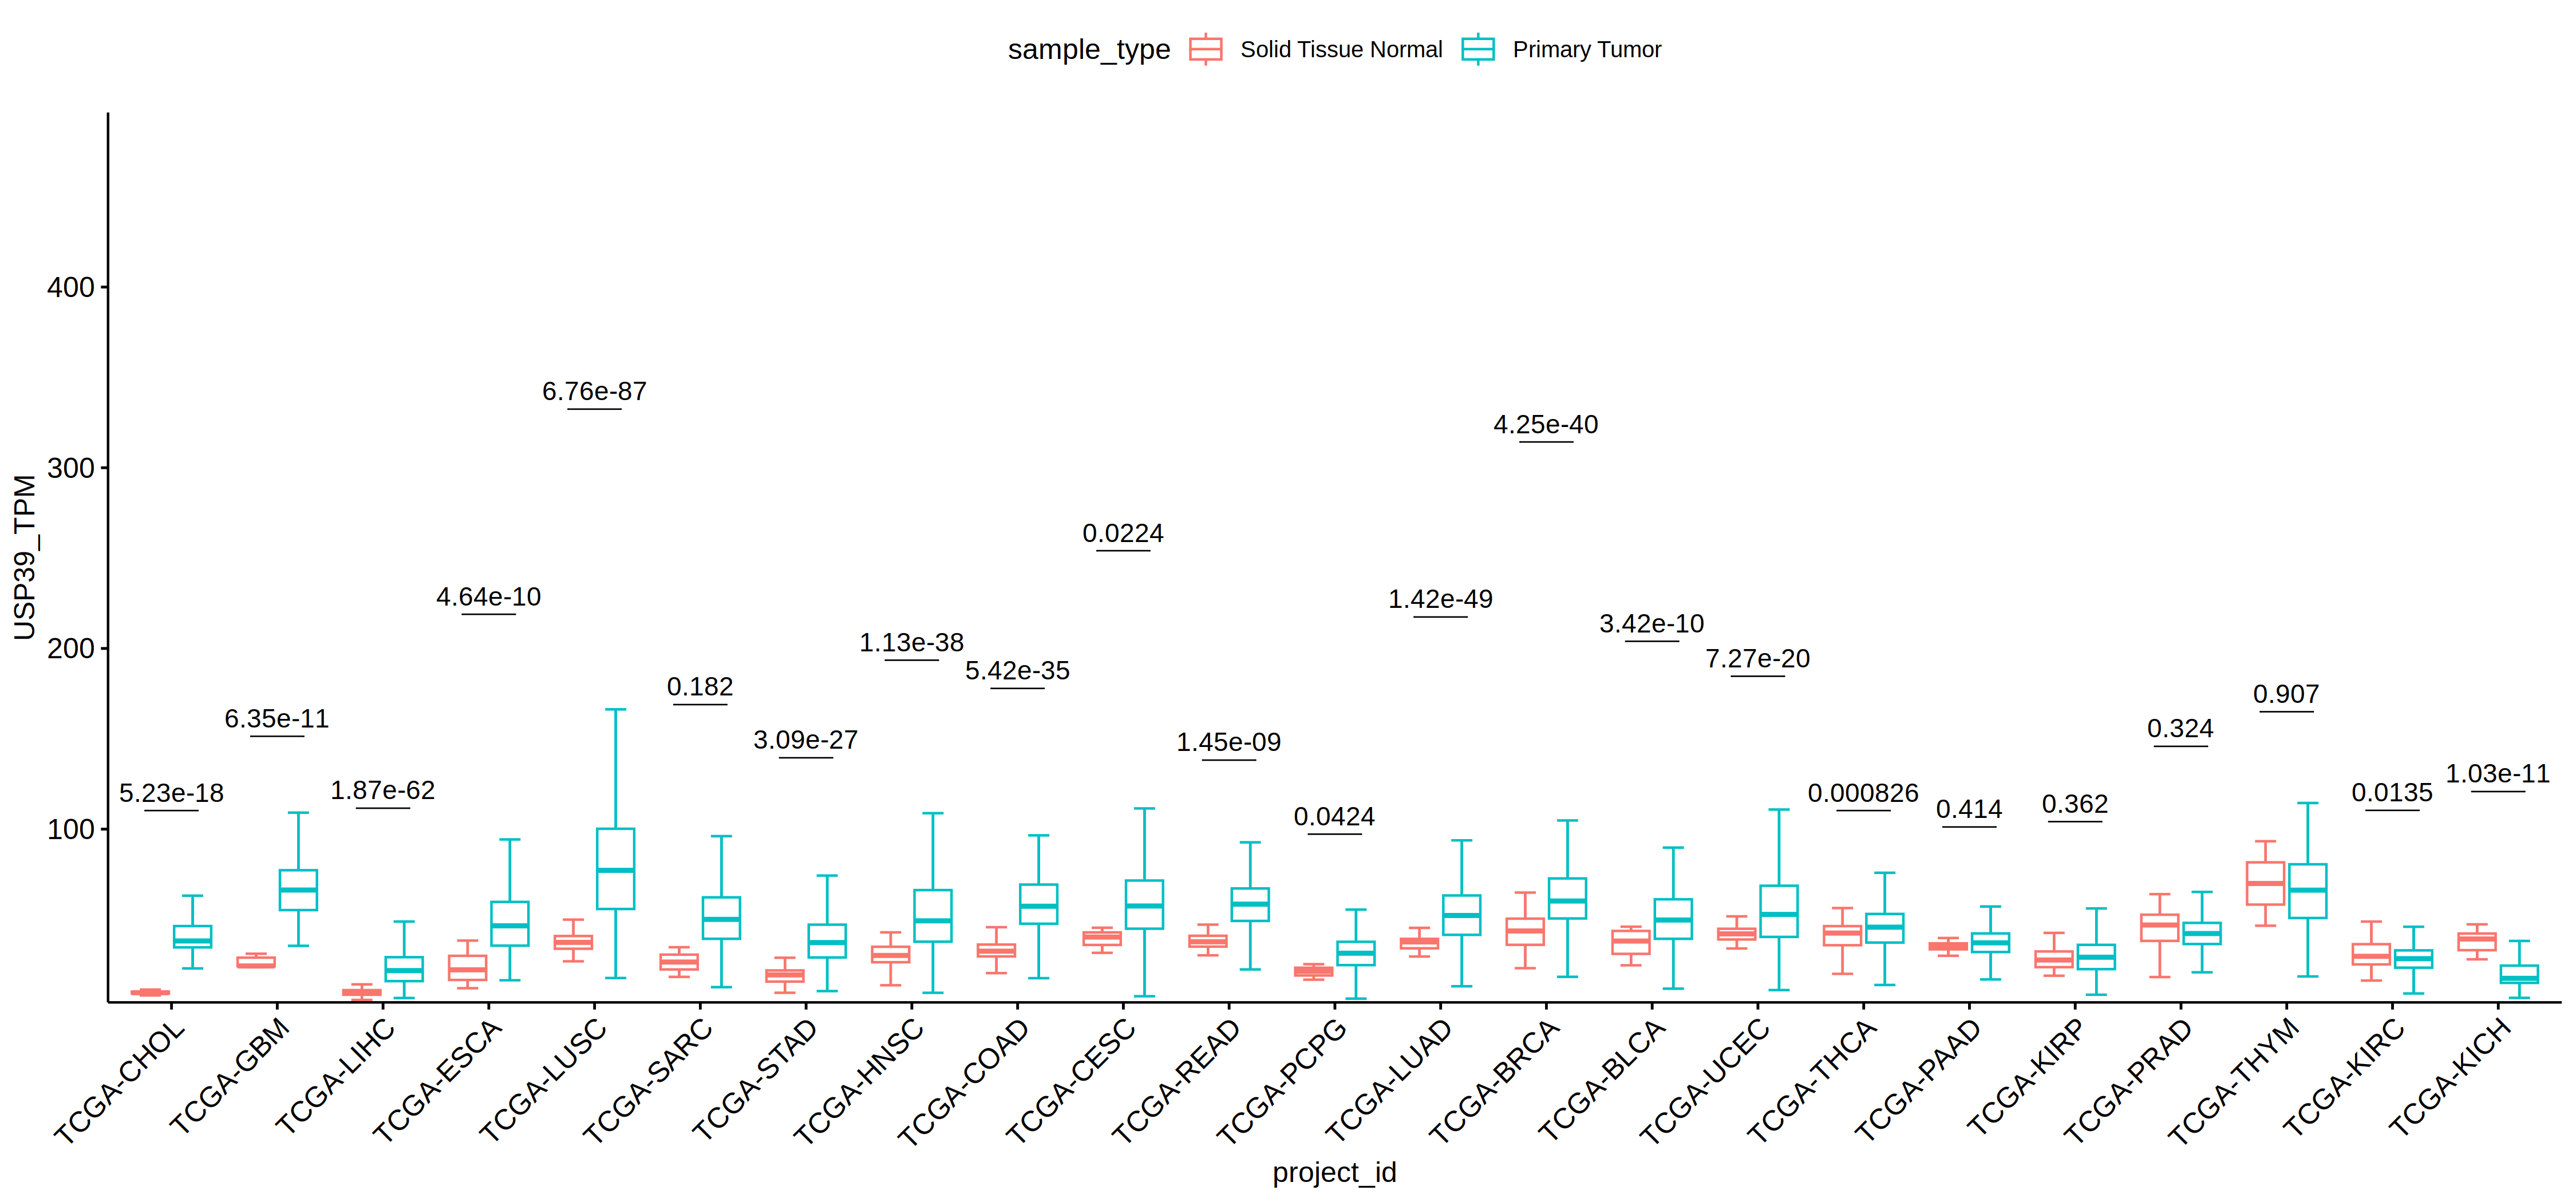 sample_type Solid Tissue Normal Primary Tumor
USP39_TPM
400
300
200
100
5.23e-18
6.35e-11
1.87e-62
4.64e-10
6.76e-87
0.182
3.09e-27
1.13e-38
5.42e-35
0.0224
1.45e-09
0.0424
1.42e-49
4.25e-40
3.42e-10
7.27e-20
0.000826
0.414
0.362
0.324
0.907
0.0135
1.03e-11
TCGA-CHOL
TCGA-GBM
TCGA-LIHC
TCGA-ESCA
TCGA-LUSC
TCGA-SARC
TCGA-STAD
TCGA-HNSC
TCGA-COAD
TCGA-CESC
TCGA-READ
TCGA-PCPG
TCGA-LUAD
TCGA-BRCA
TCGA-BLCA
TCGA-UCEC
TCGA-THCA
TCGA-PAAD
TCGA-KIRP
TCGA-PRAD
TCGA-THYM
TCGA-KIRC
TCGA-KICH
project_id